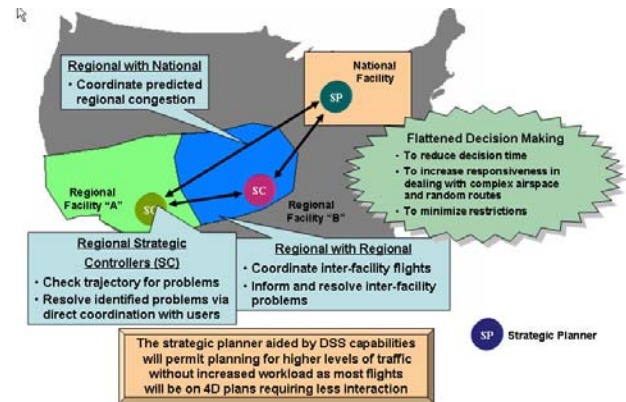 Regional with National
• Coordinate predicted
regional congestion
National
Facility
SP
Flattened Decision Making
• To reduce decision time
• To increase responsiveness in
dealing with complex airspace
and random routes
• To minimize restrictions
SC
Regional
Facility "A"
SC
Regional
Facility "B"
Regional Strategic
Controllers (SC)
• Check trajectory for problems
• Resolve identified problems via
direct coordination with users
Regional with Regional
• Coordinate inter-facility flights
• Inform and resolve inter-facility
problems
The strategic planner aided by DSS capabilities
will permit planning for higher levels of traffic
without increased workload as most flights
will be on 4D plans requiring less interaction
SP Strategic Planner